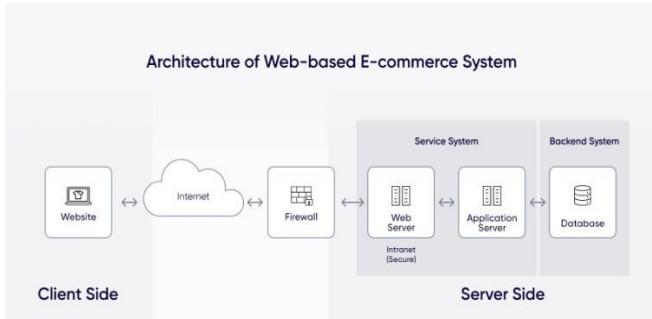 Architecture of Web-based E-commerce System
Service System
Backend System
Website
Internet
Firewall
Web
Server
Application
Server
Database
Intranet
(Secure)
Client Side
Server Side